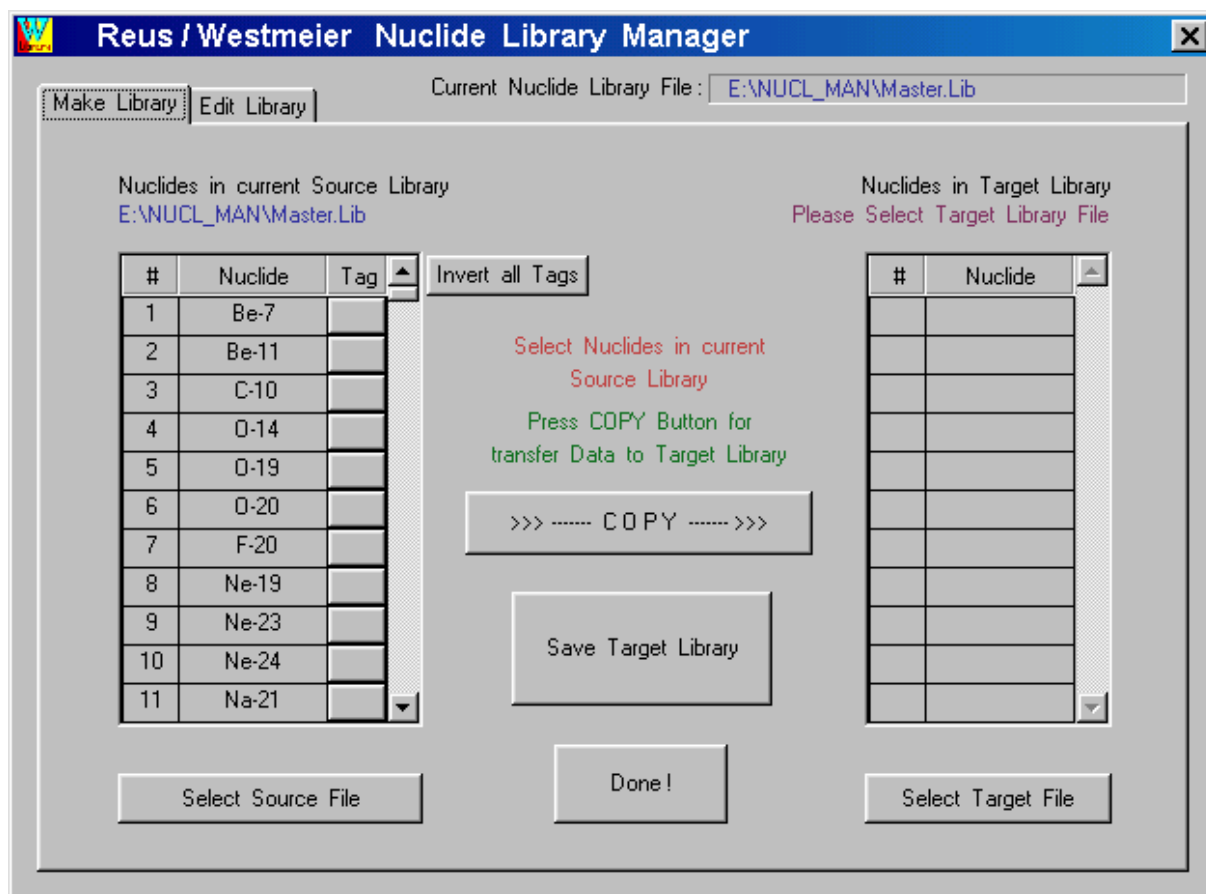 Reus / Westmeier Nuclide Library Manager
Current Nuclide Library File : E:\NUCL_MAN\Master.Lib
Make Library
Edit Library
Nuclides in current Source Library
E:\NUCL_MAN\Master.Lib
Nuclides in Target Library
Please Select Target Library File
# Nuclide Tag
1 Be-7
2 Be-11
3 C-10
4 O-14
5 O-19
6 O-20
7 F-20
8 Ne-19
9 Ne-23
10 Ne-24
11 Na-21
Invert all Tags
Select Nuclides in current
Source Library
Press COPY Button for
transfer Data to Target Library
>>> ------- C O P Y ------- >>>
Save Target Library
Done !
# Nuclide
Select Source File
Select Target File